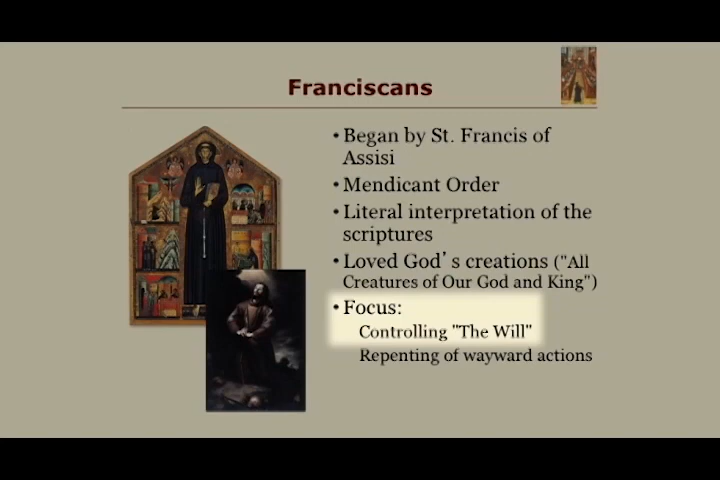 Franciscans
• Began by St. Francis of
Assisi
• Mendicant Order
• Literal interpretation of the
scriptures
• Loved God's creations ("All
Creatures of Our God and King")
• Focus:
Controlling "The Will"
Repenting of wayward actions